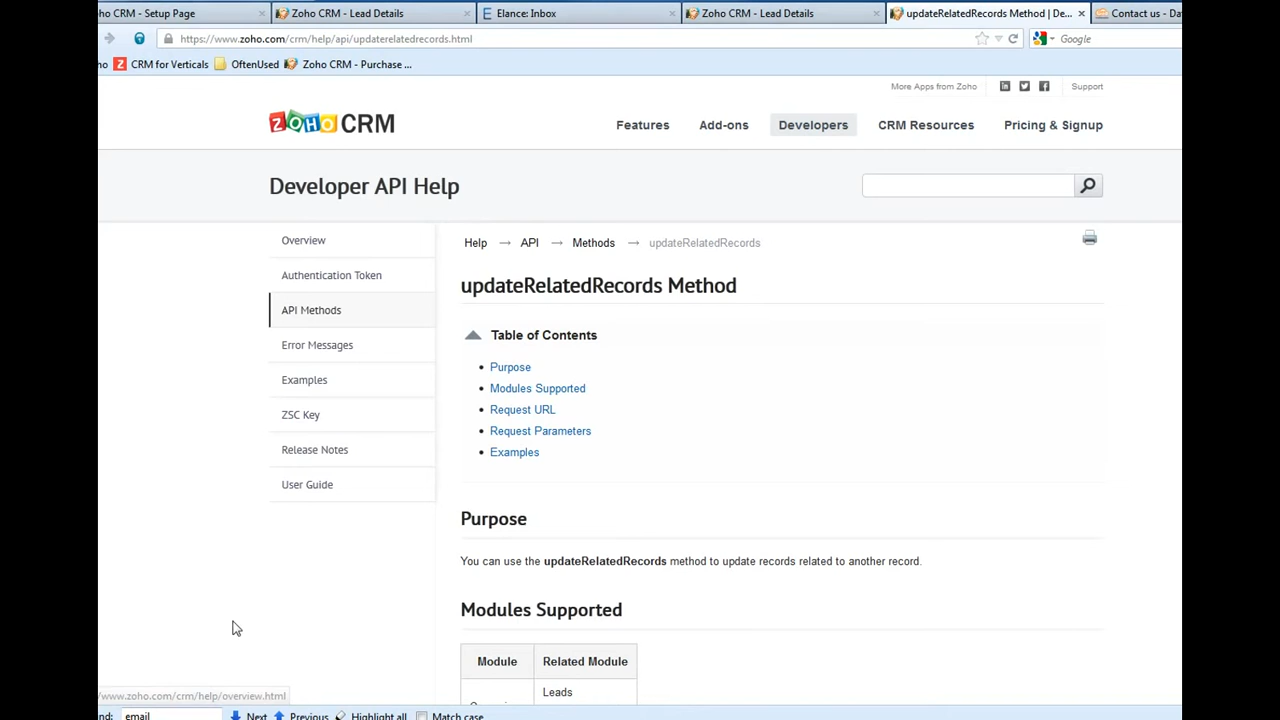 oho CRM - Setup Page
Zoho CRM - Lead Details
Elance: Inbox
Zoho CRM - Lead Details
updateRelatedRecords Method | De...
Contact us - Da
https://www.zoho.com/crm/help/api/updaterelatedrecords.html
Google
ho
CRM for Verticals
OftenUsed
Zoho CRM - Purchase ...
More Apps from Zoho
Support
ZOHO CRM
Features
Add-ons
Developers
CRM Resources
Pricing & Signup
Developer API Help
Overview
Authentication Token
API Methods
Error Messages
Examples
ZSC Key
Release Notes
User Guide
Help → API → Methods → updateRelatedRecords
updateRelatedRecords Method
Table of Contents
• Purpose
• Modules Supported
• Request URL
• Request Parameters
• Examples
Purpose
You can use the updateRelatedRecords method to update records related to another record.
Modules Supported
Module
Related Module
Leads
/www.zoho.com/crm/help/overview.html
nd:
email
Next
Previous
Highlight all
Match case